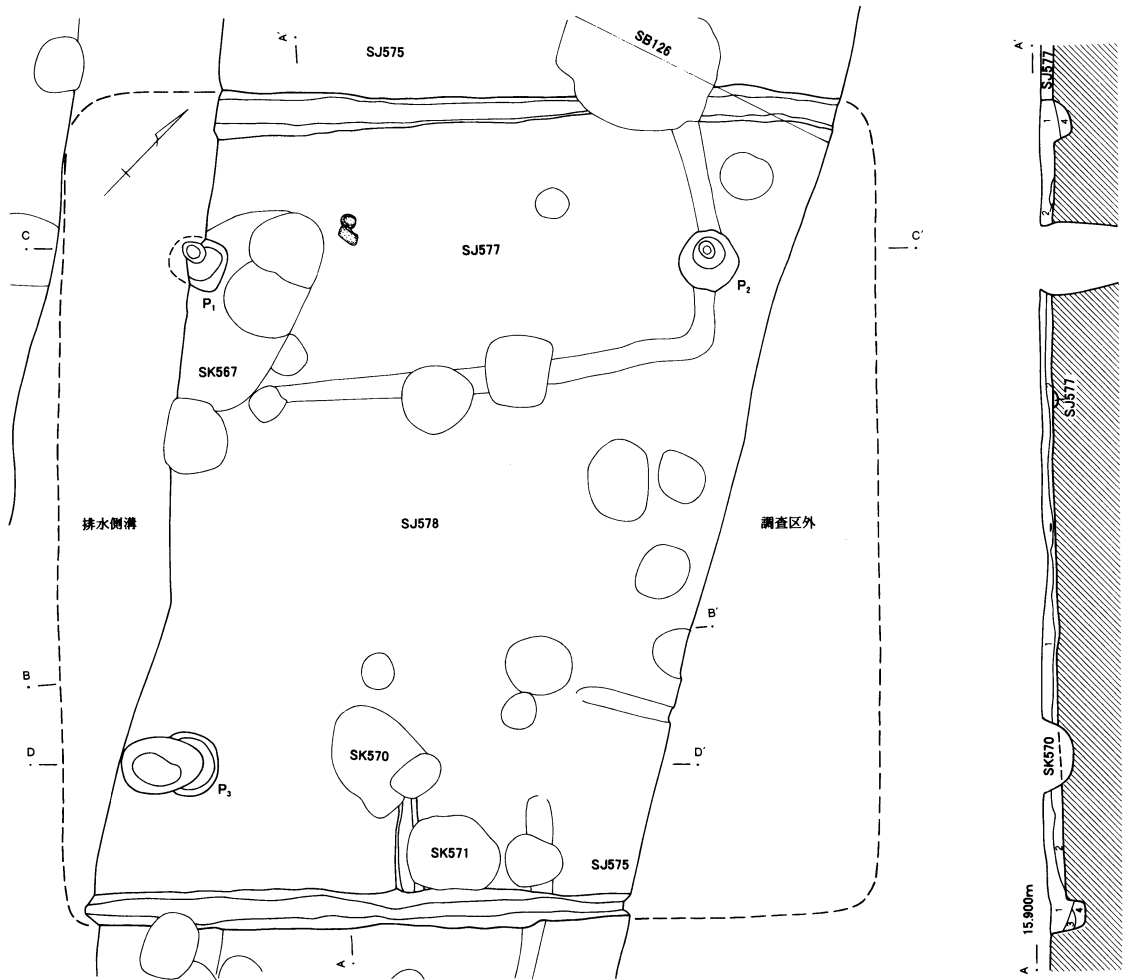 A′
SJ575
SB126
C
SJ577
C′
P₁
P₂
SK567
排水側溝
SJ578
調査区外
B′
B
D
SK570
D′
P₃
SK571
SJ575
A
A′
SJ577
1
4
2
SJ577
1
SK570
2
1
3
4
15.900m
A